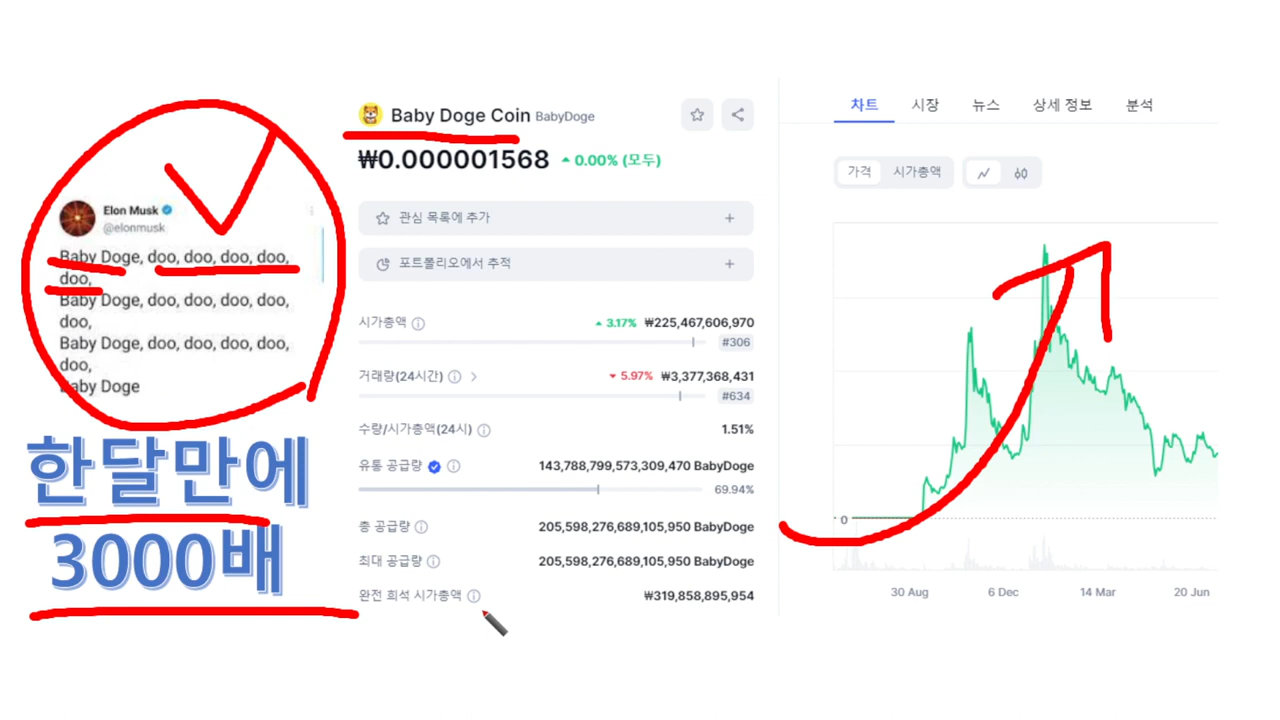 Elon Musk
@elonmusk
Baby Doge, doo, doo, doo, doo,
doo,
Baby Doge, doo, doo, doo, doo,
doo,
Baby Doge, doo, doo, doo, doo,
doo,
Baby Doge
한달만에
3000배
Baby Doge Coin BabyDoge
₩0.000001568 0.00% (모두)
관심 목록에 추가
포트폴리오에서 추적
시가총액 3.17% ₩225,467,606,970
#306
거래량(24시간) 5.97% ₩3,377,368,431
#634
수량/시가총액(24시) 1.51%
유통 공급량 143,788,799,573,309,470 BabyDoge
69.94%
총 공급량 205,598,276,689,105,950 BabyDoge
최대 공급량 205,598,276,689,105,950 BabyDoge
완전 희석 시가총액 ₩319,858,895,954
차트 시장 뉴스 상세 정보 분석
가격 시가총액
0
30 Aug 6 Dec 14 Mar 20 Jun